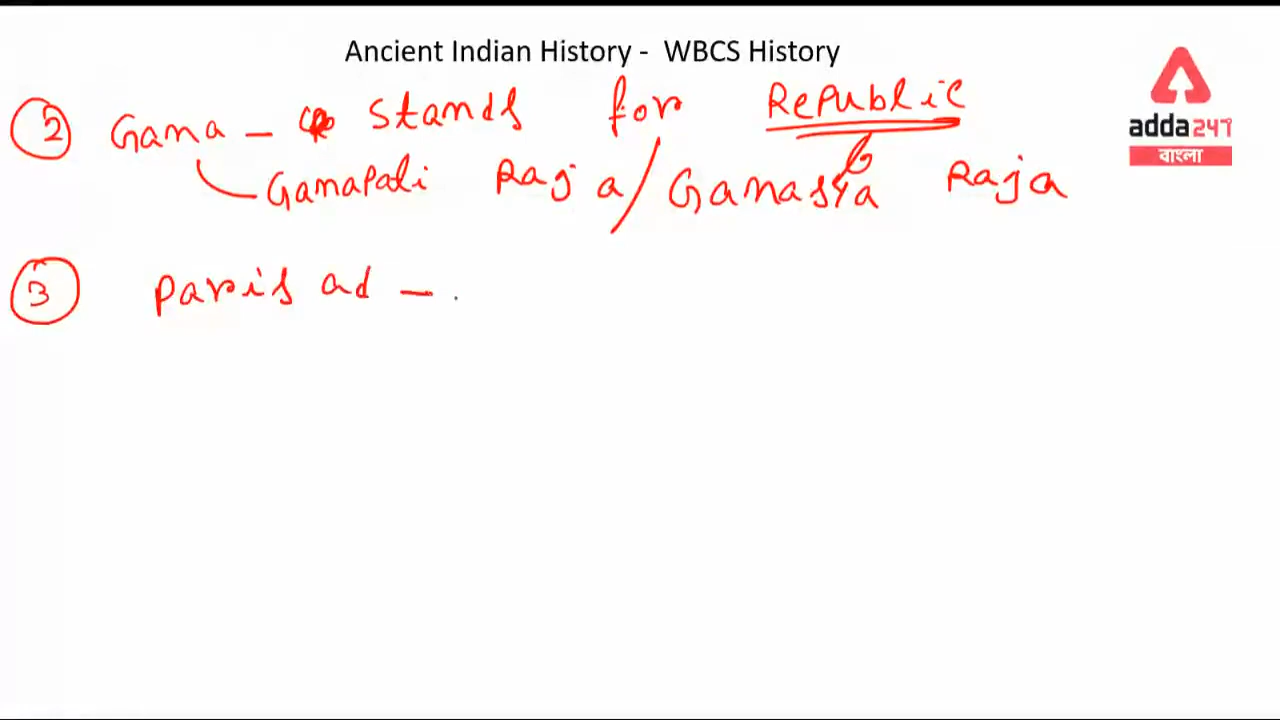 Ancient Indian History - WBCS History
adda247
বাংলা
2 Gana - Stands for Republic
Ganapati Raja / Ganasya Raja
3 Parisad -